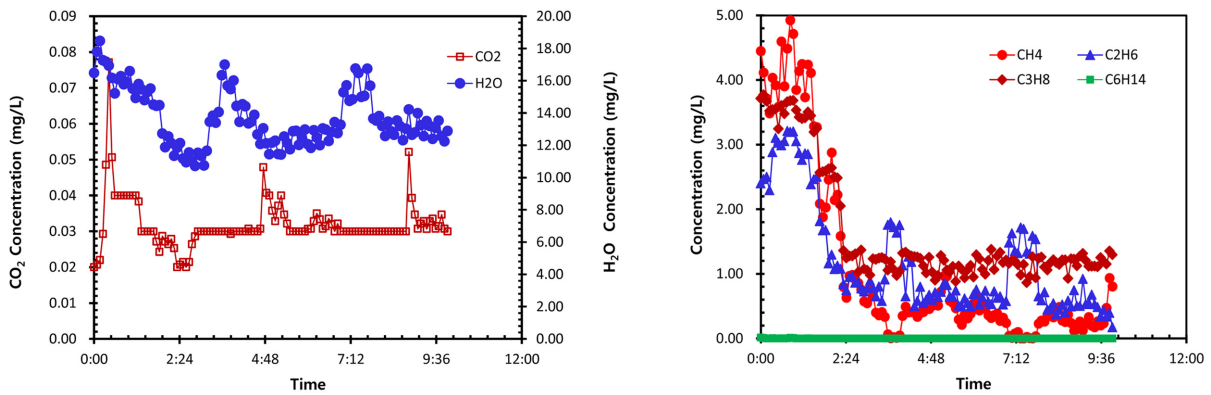 0.09
0.08
0.07
0.06
0.05
0.04
0.03
0.02
0.01
0.00
CO2 Concentration (mg/L)
20.00
18.00
16.00
14.00
12.00
10.00
8.00
6.00
4.00
2.00
0.00
H2O Concentration (mg/L)
CO2
H2O
0:00 2:24 4:48 7:12 9:36 12:00
Time
5.00
4.00
3.00
2.00
1.00
0.00
Concentration (mg/L)
CH4 C2H6
C3H8 C6H14
0:00 2:24 4:48 7:12 9:36 12:00
Time